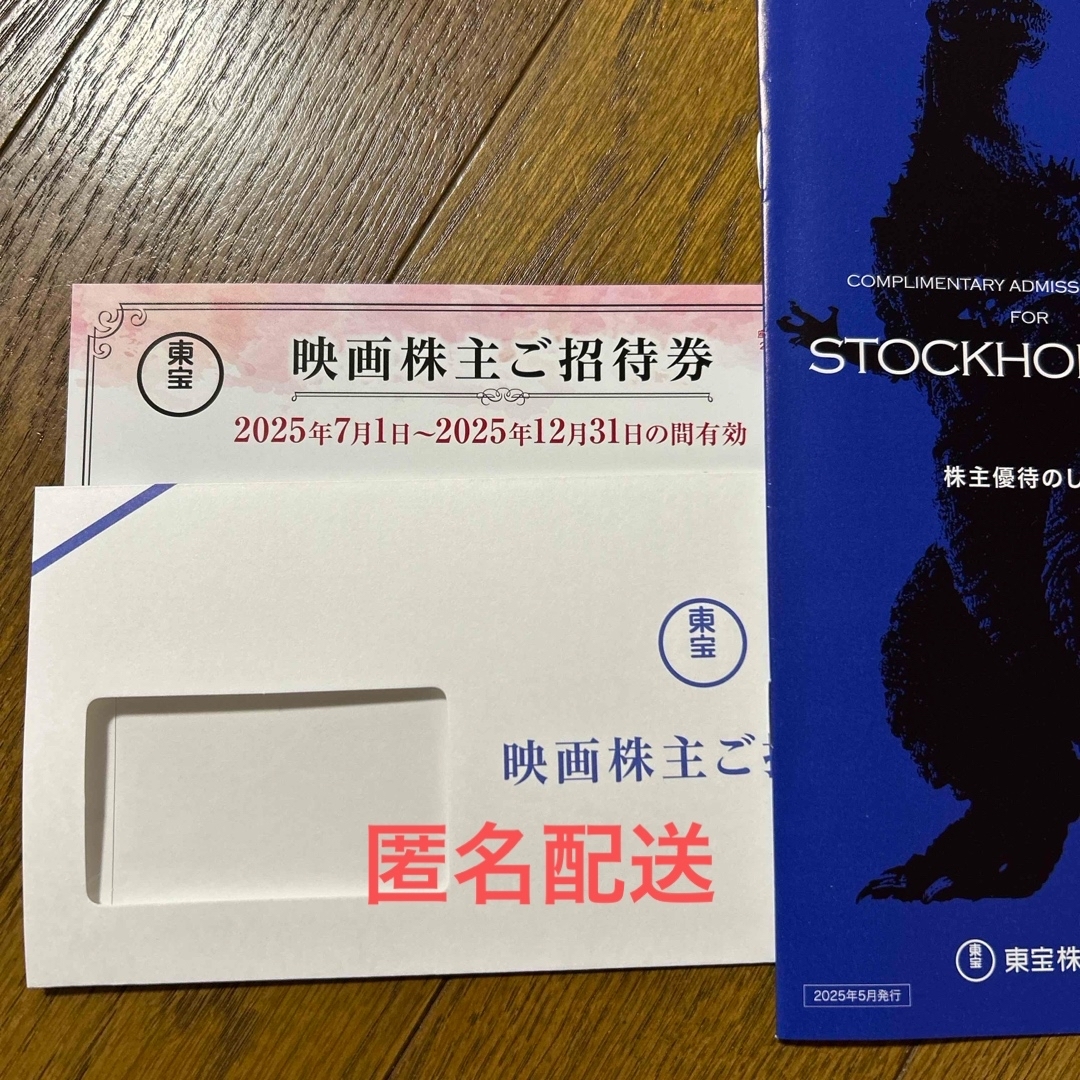 東宝
映画株主ご招待券
2025年7月1日～2025年12月31日の間有効
東宝
映画株主ご
匿名配送
COMPLIMENTARY ADMISS
FOR
STOCKHO
株主優待の
東宝
東宝株
2025年5月発行